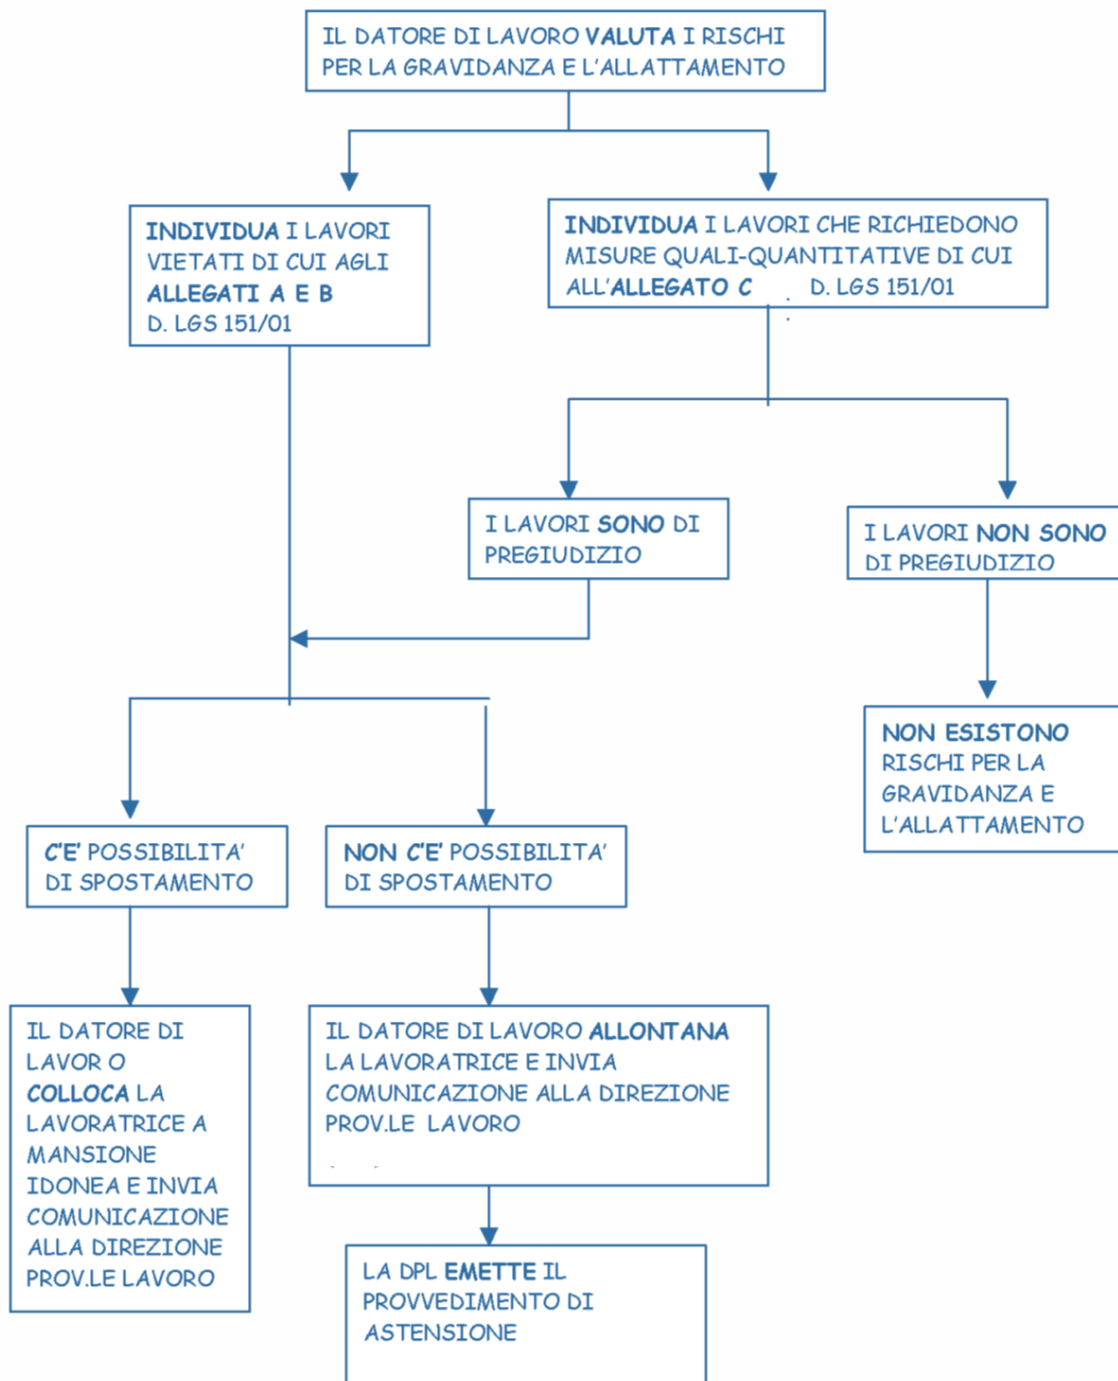 IL DATORE DI LAVORO VALUTA I RISCHI
PER LA GRAVIDANZA E L'ALLATTAMENTO
INDIVIDUA I LAVORI
VIETATI DI CUI AGLI
ALLEGATI A E B
D. LGS 151/01
INDIVIDUA I LAVORI CHE RICHIEDONO
MISURE QUALI-QUANTITATIVE DI CUI
ALL'ALLEGATO C D. LGS 151/01
I LAVORI SONO DI
PREGIUDIZIO
I LAVORI NON SONO
DI PREGIUDIZIO
NON ESISTONO
RISCHI PER LA
GRAVIDANZA E
L'ALLATTAMENTO
C'E' POSSIBILITA'
DI SPOSTAMENTO
NON C'E' POSSIBILITA'
DI SPOSTAMENTO
IL DATORE DI
LAVOR O
COLLOCA LA
LAVORATRICE A
MANSIONE
IDONEA E INVIA
COMUNICAZIONE
ALLA DIREZIONE
PROV.LE LAVORO
IL DATORE DI LAVORO ALLONTANA
LA LAVORATRICE E INVIA
COMUNICAZIONE ALLA DIREZIONE
PROV.LE LAVORO
LA DPL EMETTE IL
PROVVEDIMENTO DI
ASTENSIONE